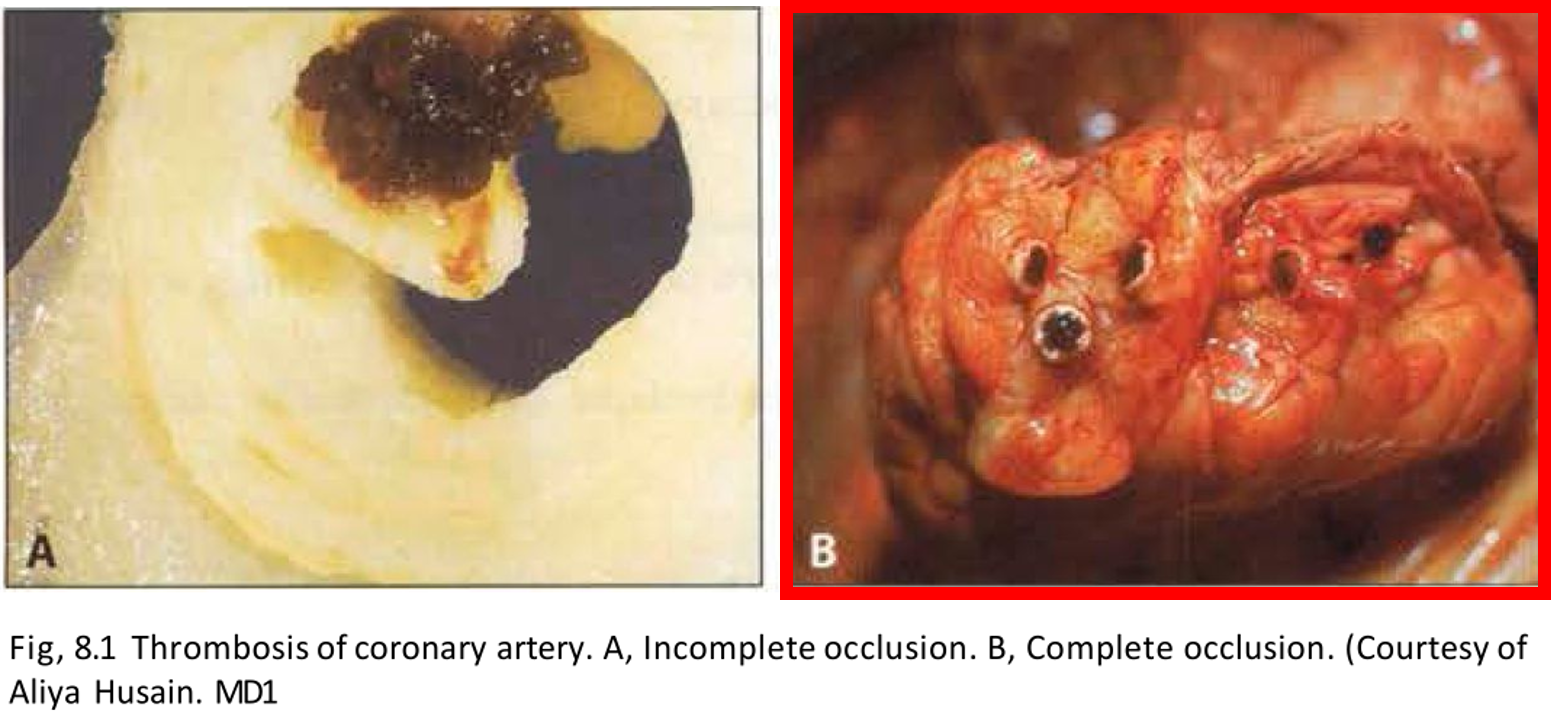 A
B
Fig, 8.1 Thrombosis of coronary artery. A, Incomplete occlusion. B, Complete occlusion. (Courtesy of
Aliya Husain. MD1